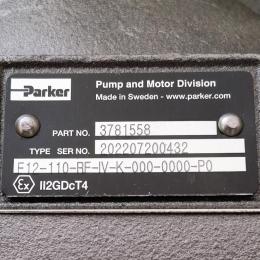 Parker
Pump and Motor Division
Made in Sweden - www.parker.com
PART NO. 3781558
TYPE SER NO. 202207200432
F12-110-RF-IV-K-000-0000-P0
Ex II2GDcT4